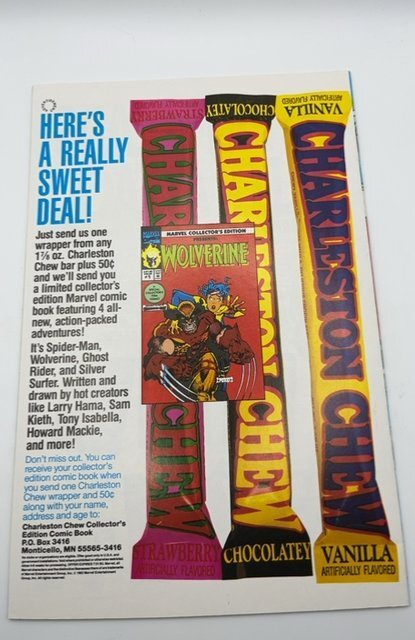 HERE'S
A REALLY
SWEET
DEAL!
Just send us one
wrapper from any
1⅞ oz. Charleston
Chew bar plus 50¢
and we'll send you
a limited collector's
edition Marvel comic
book featuring 4 all-
new, action-packed
adventures!
It's Spider-Man,
Wolverine, Ghost
Rider, and Silver
Surfer. Written and
drawn by hot creators
like Larry Hama, Sam
Kieth, Tony Isabella,
Howard Mackie,
and more!
Don't miss out. You can
receive your collector's
edition comic book when
you send one Charleston
Chew wrapper and 50¢
along with your name,
address and age to:
Charleston Chew Collector's
Edition Comic Book
P.O. Box 3416
Monticello, MN 55565-3416
STRAWBERRY
ARTIFICIALLY FLAVORED
CHARLESTON CHEW
STRAWBERRY
ARTIFICIALLY FLAVORED
CHOCOLATEY
CHARLESTON CHEW
CHOCOLATEY
VANILLA
ARTIFICIALLY FLAVORED
CHARLESTON CHEW
VANILLA
ARTIFICIALLY FLAVORED
MARVEL COLLECTOR'S EDITION
PRESENTS:
WOLVERINE